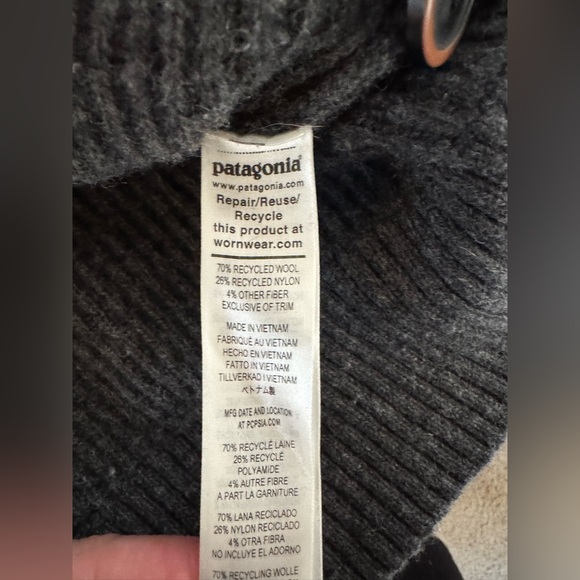 patagonia®
www.patagonia.com
Repair/Reuse/
Recycle
this product at
wornwear.com
70% RECYCLED WOOL
26% RECYCLED NYLON
4% OTHER FIBER
EXCLUSIVE OF TRIM
MADE IN VIETNAM
FABRIQUÉ AU VIETNAM
HECHO EN VIETNAM
FATTO IN VIETNAM
TILLVERKAD I VIETNAM
ベトナム製
MFG DATE AND LOCATION
AT PCPSIA.COM
70% RECYCLÉ LAINE
26% RECYCLÉ
POLYAMIDE
4% AUTRE FIBRE
A PART LA GARNITURE
70% LANA RECICLADO
26% NYLON RECICLADO
4% OTRA FIBRA
NO INCLUYE EL ADORNO
70% RECYCLING WOLLE